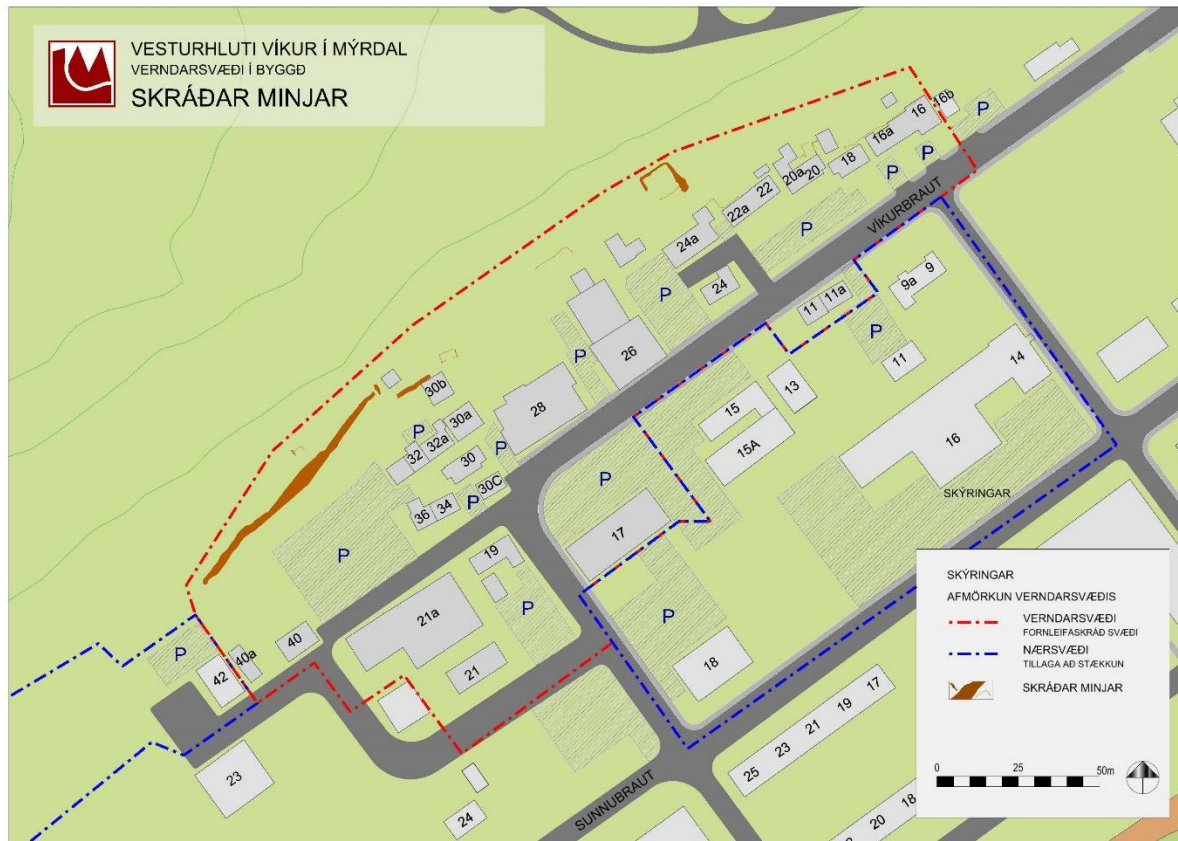 VESTURHLUTI VÍKUR Í MÝRDAL
VERNDARSVÆÐI Í BYGGÐ
SKRÁÐAR MINJAR
16b
16
P
16a
P
18
P
20
20a
22
22a
P
VÍKURBRAUT
24a
24
P
9
9a
11a
11
P
11
26
P
13
14
15
15A
16
28
30b
30a
P
32a
32
P
30
30C
P
34
36
P
P
17
19
P
21a
21
P
18
40
40a
42
P
23
24
SUNNUBRAUT
17
19
21
23
25
18
20
SKÝRINGAR
SKÝRINGAR
AFMÖRKUN VERNDARSVÆÐIS
VERNDARSVÆÐI
FORNLEIFASKRÁÐ SVÆÐI
NÆRSVÆÐI
TILLAGA AÐ STÆKKUN
SKRÁÐAR MINJAR
0 25 50m